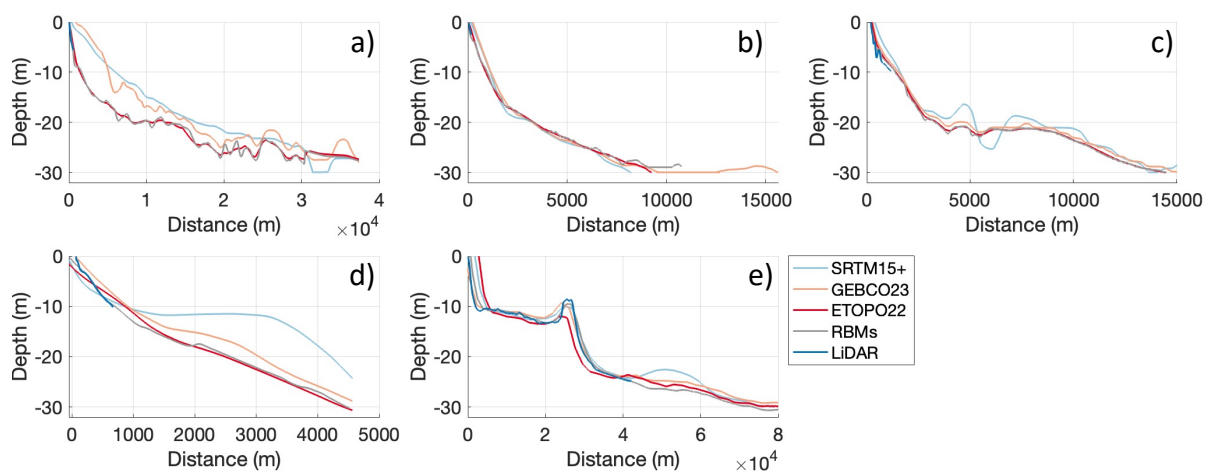 a)
0
-10
-20
-30
Depth (m)
0 1 2 3 4
Distance (m)
×10⁴
b)
0
-10
-20
-30
Depth (m)
0 5000 10000 15000
Distance (m)
c)
0
-10
-20
-30
Depth (m)
0 5000 10000 15000
Distance (m)
d)
0
-10
-20
-30
Depth (m)
0 1000 2000 3000 4000 5000
Distance (m)
e)
0
-10
-20
-30
Depth (m)
0 2 4 6 8
Distance (m)
×10⁴
SRTM15+
GEBCO23
ETOPO22
RBMs
LiDAR